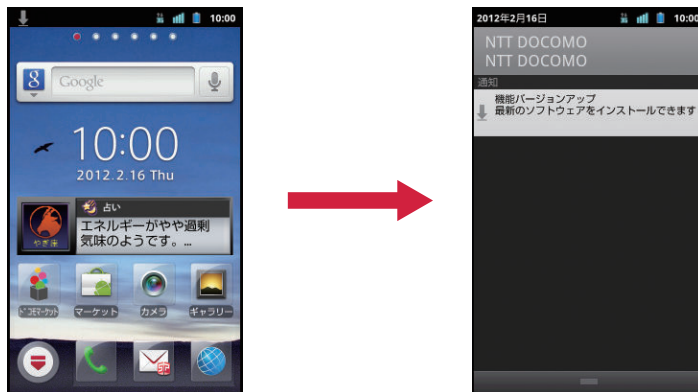 10:00
8 Google
10:00
2012.2.16 Thu
占い
エネルギーがやや過剰
気味のようです。...
やぎ座
ドコモマーケット マーケット カメラ ギャラリー
2012年2月16日 10:00
NTT DOCOMO
NTT DOCOMO
通知
機能バージョンアップ
最新のソフトウェアをインストールできます